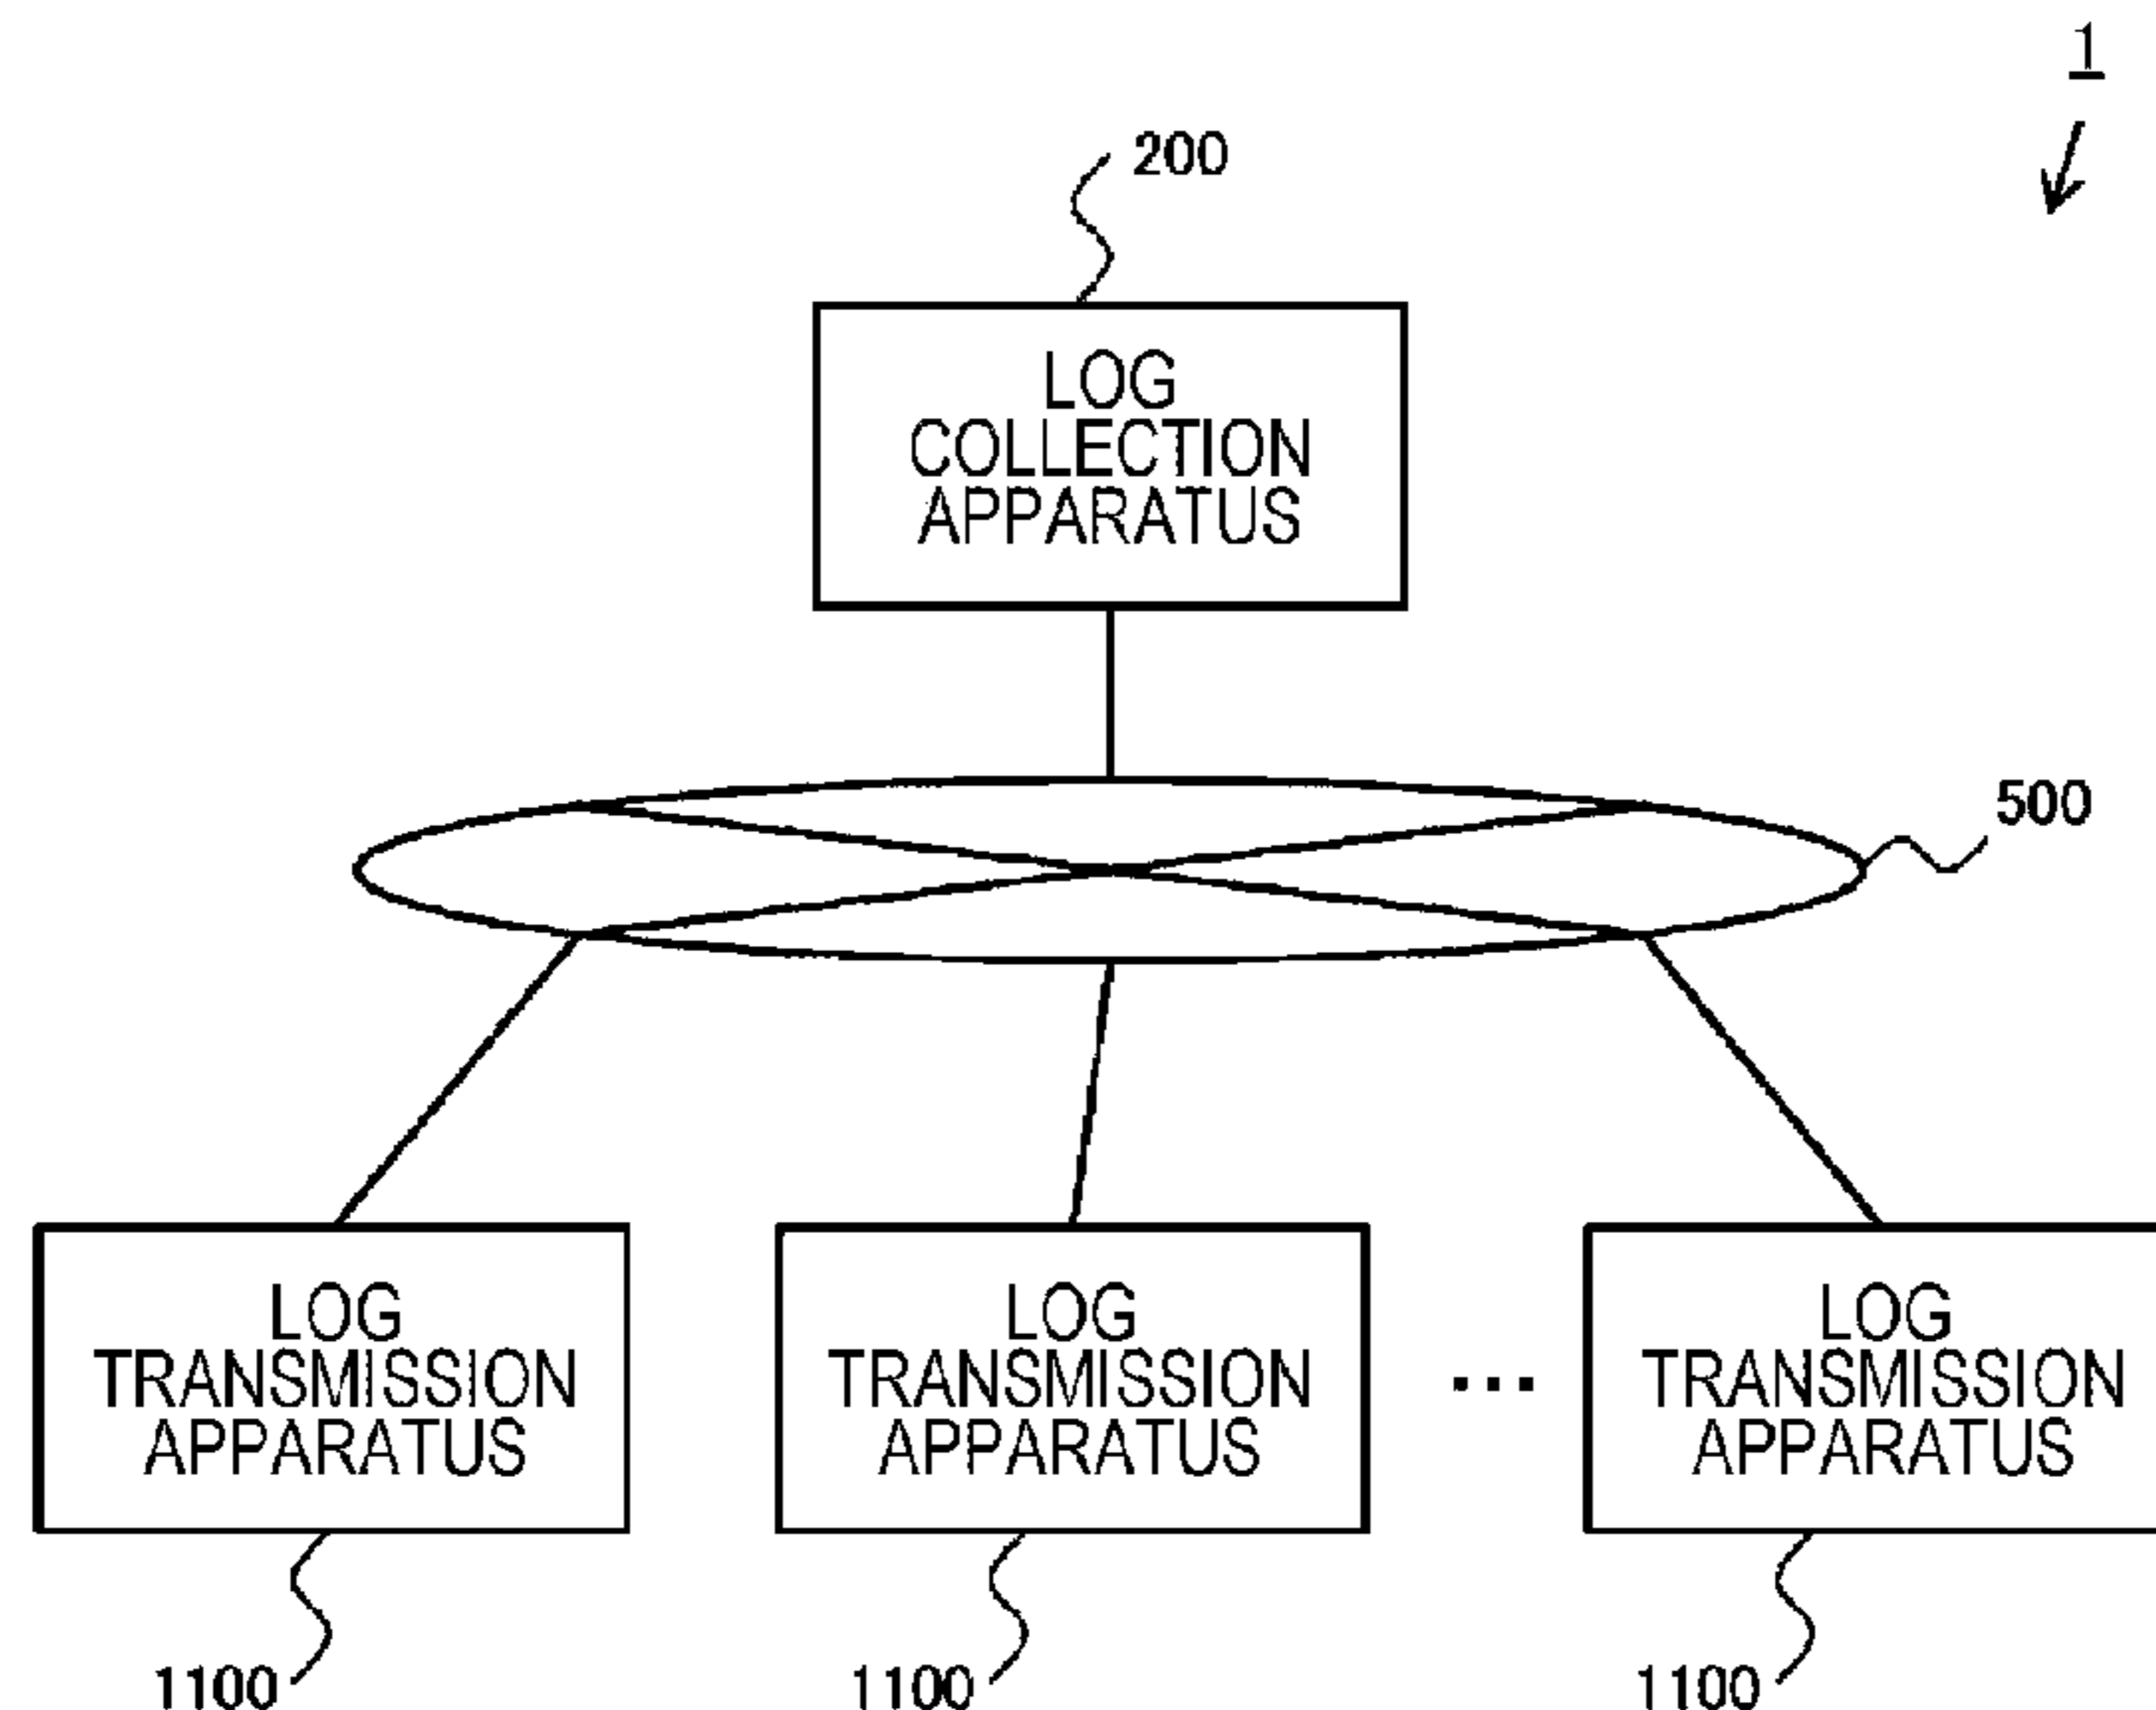 1
200
LOG
COLLECTION
APPARATUS
500
LOG
TRANSMISSION
APPARATUS
LOG
TRANSMISSION
APPARATUS
...
LOG
TRANSMISSION
APPARATUS
1100
1100
1100